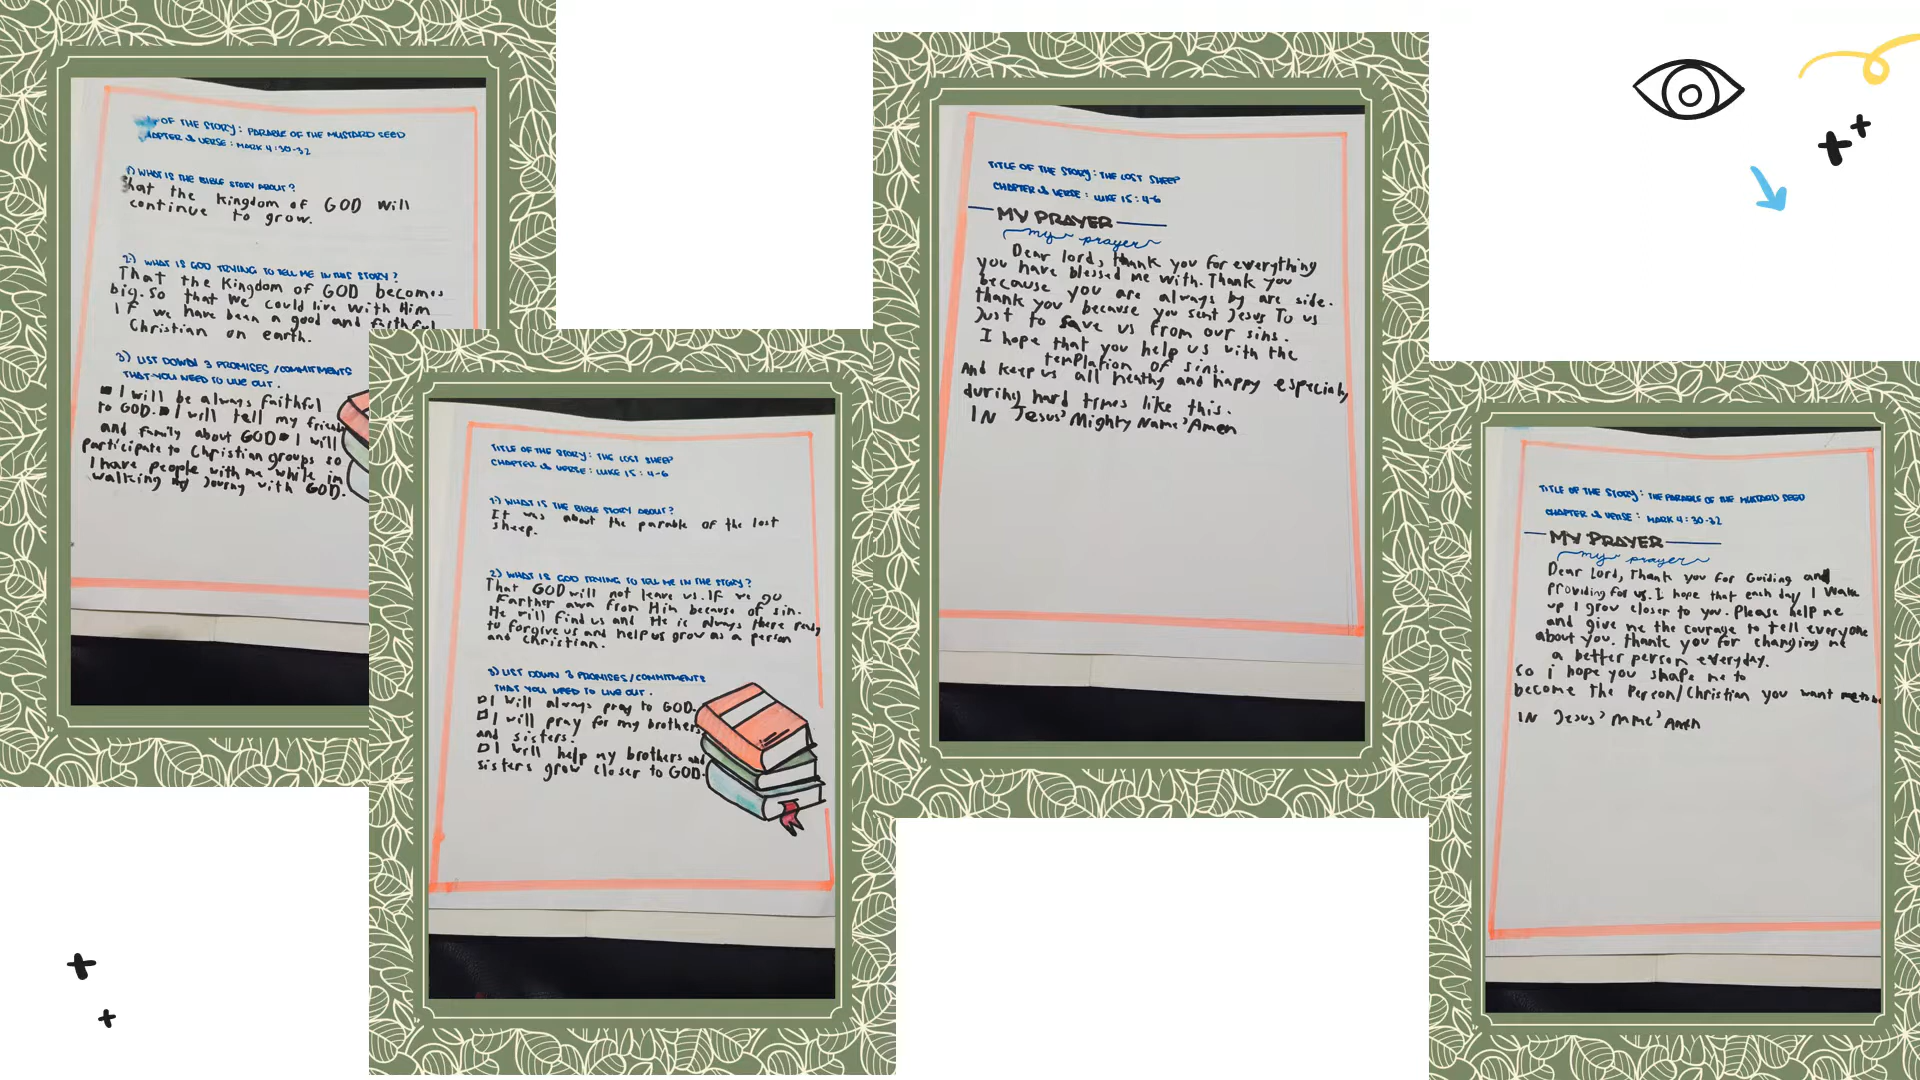 OF THE STORY: PARABLE OF THE MUSTARD SEED
CHAPTER & VERSE: MARK 4:30-32
1) WHAT IS THE BIBLE STORY ABOUT?
that the kingdom of GOD will
continue to grow.
2) WHAT IS GOD TRYING TO TELL ME IN THIS STORY?
That the Kingdom of GOD becomes
big. So that we could live with Him
IF we have been a good and faithful
Christian on earth.
3) LIST DOWN 3 PROMISES/COMMITMENTS
THAT YOU NEED TO LIVE OUT.
I will be always faithful
to GOD. I will tell my friends
and family about GOD I will
participate to Christian groups so
I have people with me while in
walking my journy with GOD.
TITLE OF THE STORY: THE LOST SHEEP
CHAPTER & VERSE: LUKE 15:4-6
1) WHAT IS THE BIBLE STORY ABOUT?
It was about the parable of the lost
sheep.
2) WHAT IS GOD TRYING TO TELL ME IN THE STORY?
That GOD will not leave us. IF we go
Farther awa from Him because of sin.
He will find us and He is always there ready
to forgive us and help us grow as a person
and christian.
3) LIST DOWN 3 PROMISES/COMMITMENTS
THAT YOU NEED TO LIVE OUT.
I will always pray to GOD.
I will pray for my brothers
and sisters.
I will help my brothers and
sisters grow closer to GOD.
TITLE OF THE STORY: THE LOST SHEEP
CHAPTER & VERSE: LUKE 15:4-6
MY PRAYER
my prayer
Dear lord, thank you for everything
you have blessed me with. Thank you
because you are always by are side.
thank you because you sent Jesus To us
Just to save us from our sins.
I hope that you help us with the
templation of sins.
And keep us all heathy and happy especialy
durihy hard times like this.
IN Jesus' Mighty Name' Amen
TITLE OF THE STORY: THE PARABLE OF THE MUSTARD SEED
CHAPTER & VERSE: MARK 4:30-32
MY PRAYER
my prayer
Dear Lord, Thank you for Guiding and
Providing for us. I hope that each day I wake
up I grow closer to you. Please help me
and give me the courage to tell everyone
about you. thank you for changing me
a better person everyday.
So i hope you shape me to
become the Person/Christian you want me to be
IN Jesus' name' Amen